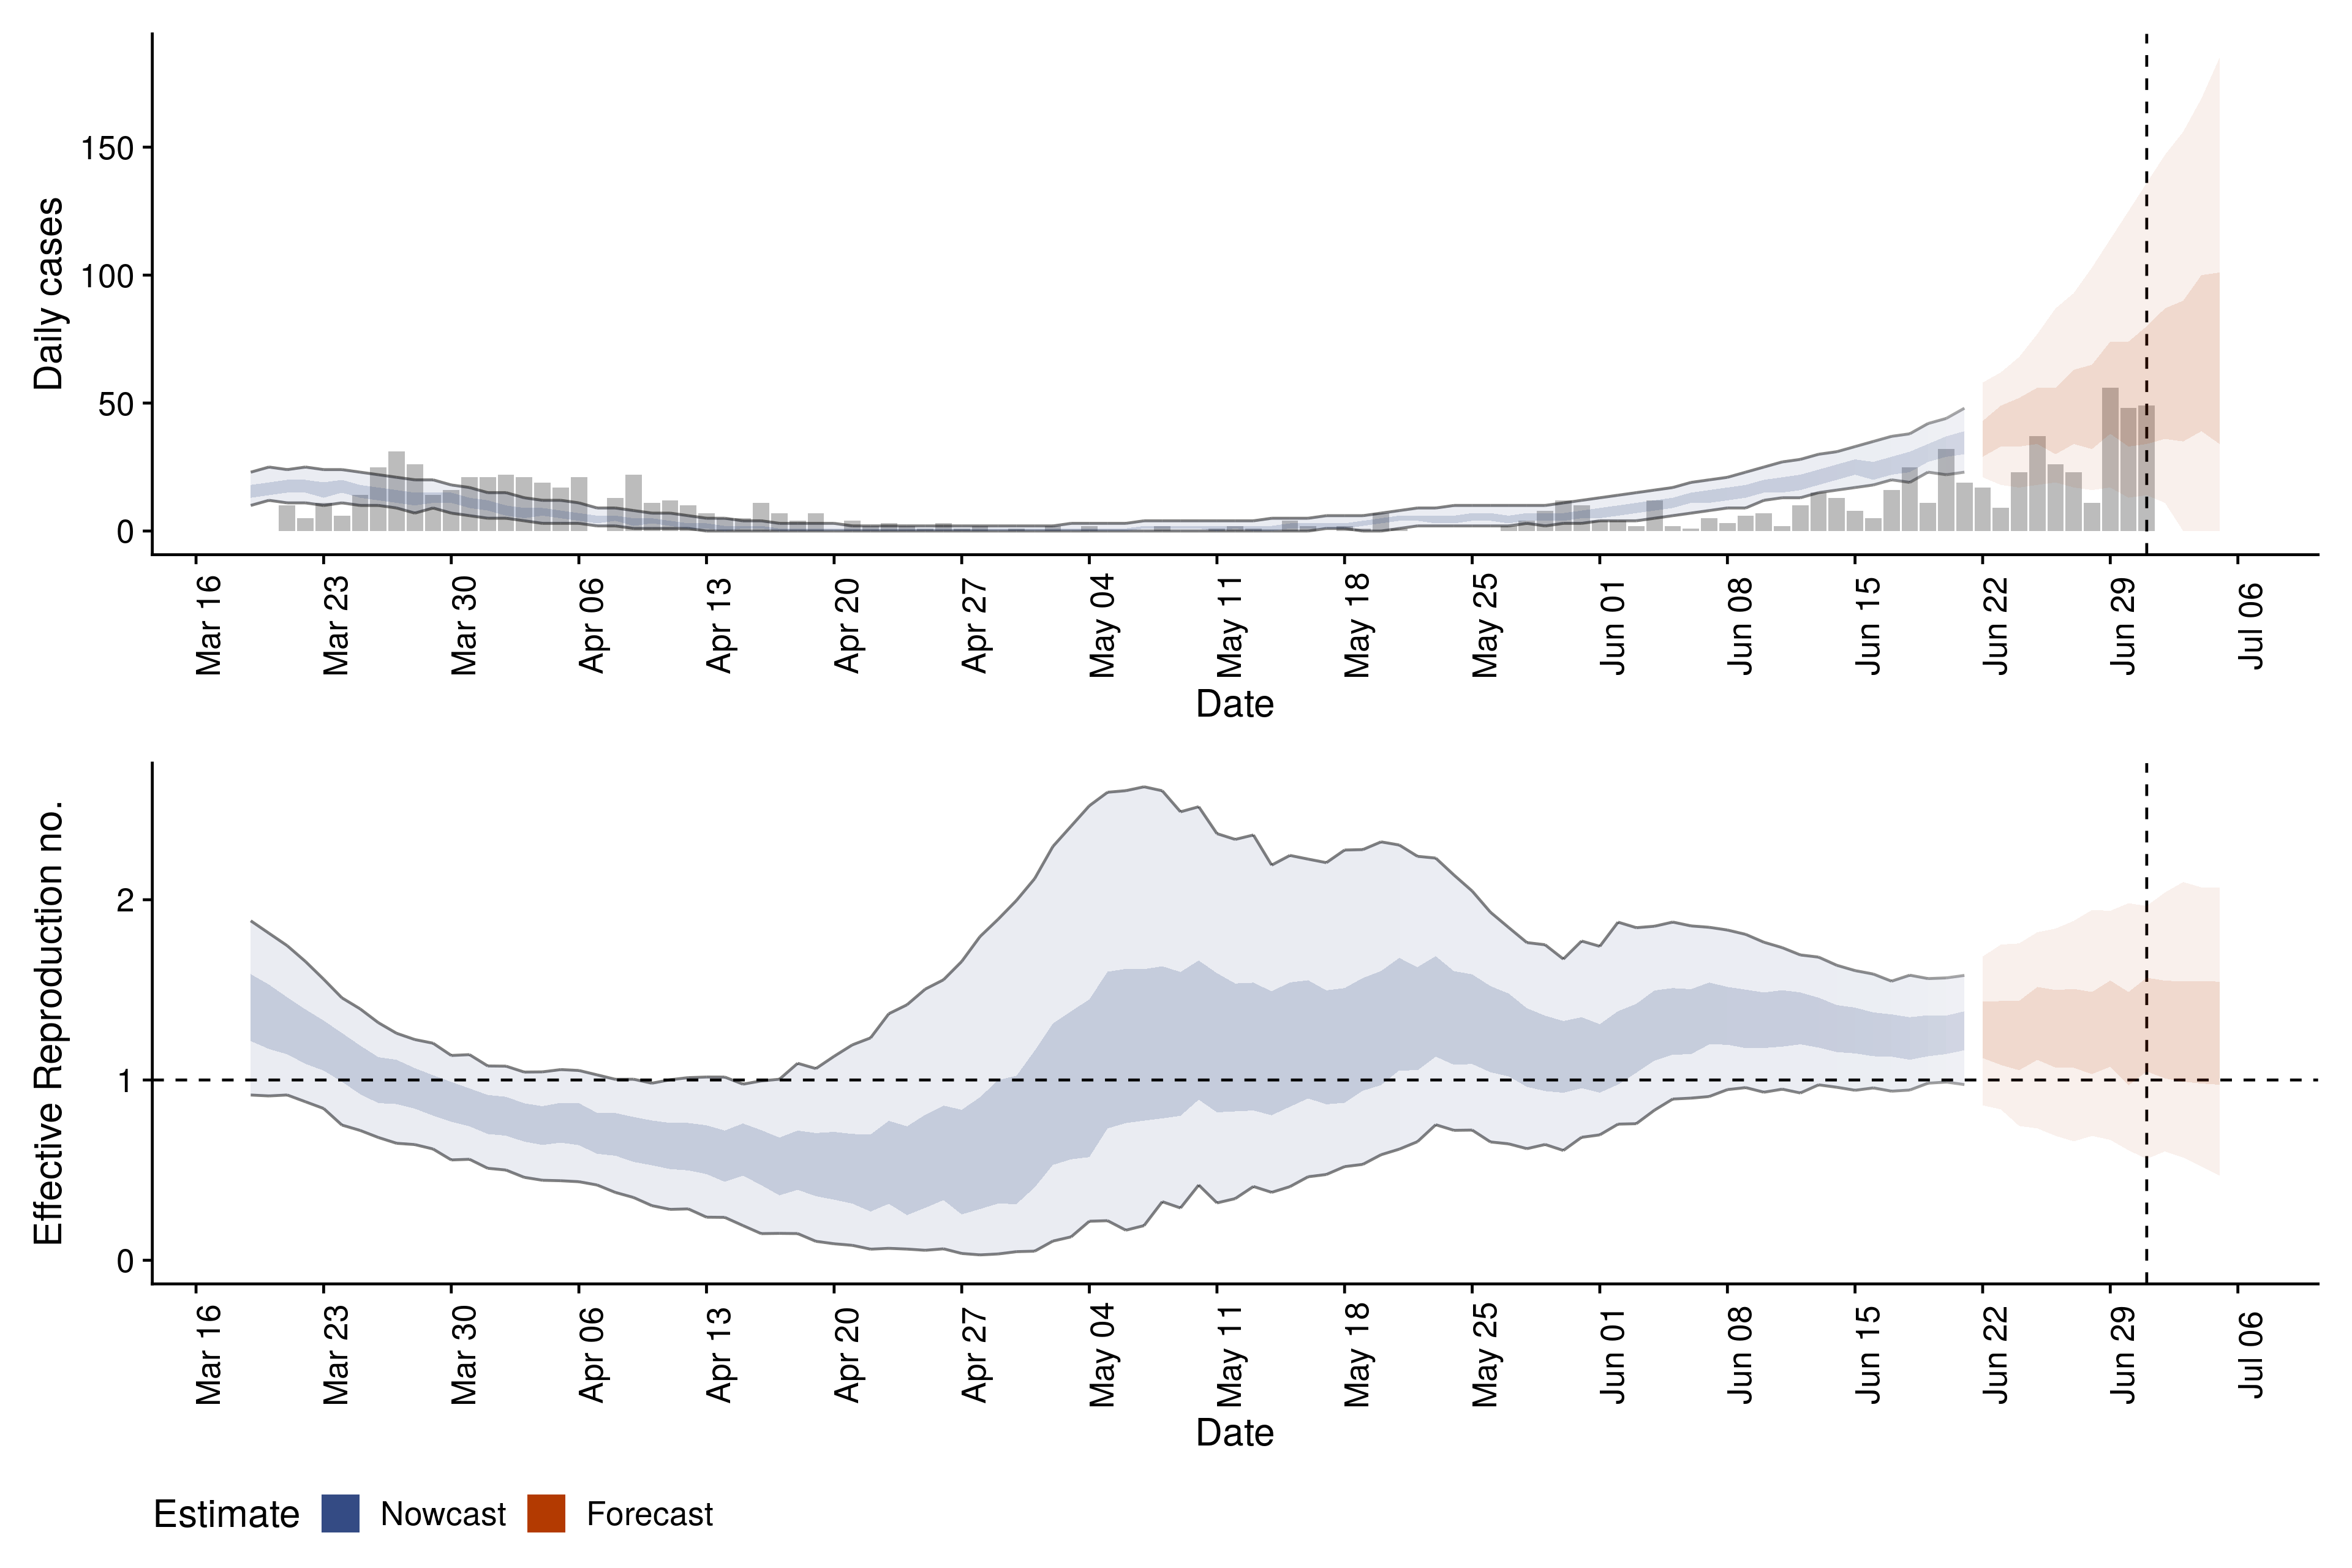 Daily cases
150
100
50
0
Mar 16
Mar 23
Mar 30
Apr 06
Apr 13
Apr 20
Apr 27
May 04
May 11
May 18
May 25
Jun 01
Jun 08
Jun 15
Jun 22
Jun 29
Jul 06
Date
Effective Reproduction no.
2
1
0
Mar 16
Mar 23
Mar 30
Apr 06
Apr 13
Apr 20
Apr 27
May 04
May 11
May 18
May 25
Jun 01
Jun 08
Jun 15
Jun 22
Jun 29
Jul 06
Date
Estimate Nowcast Forecast